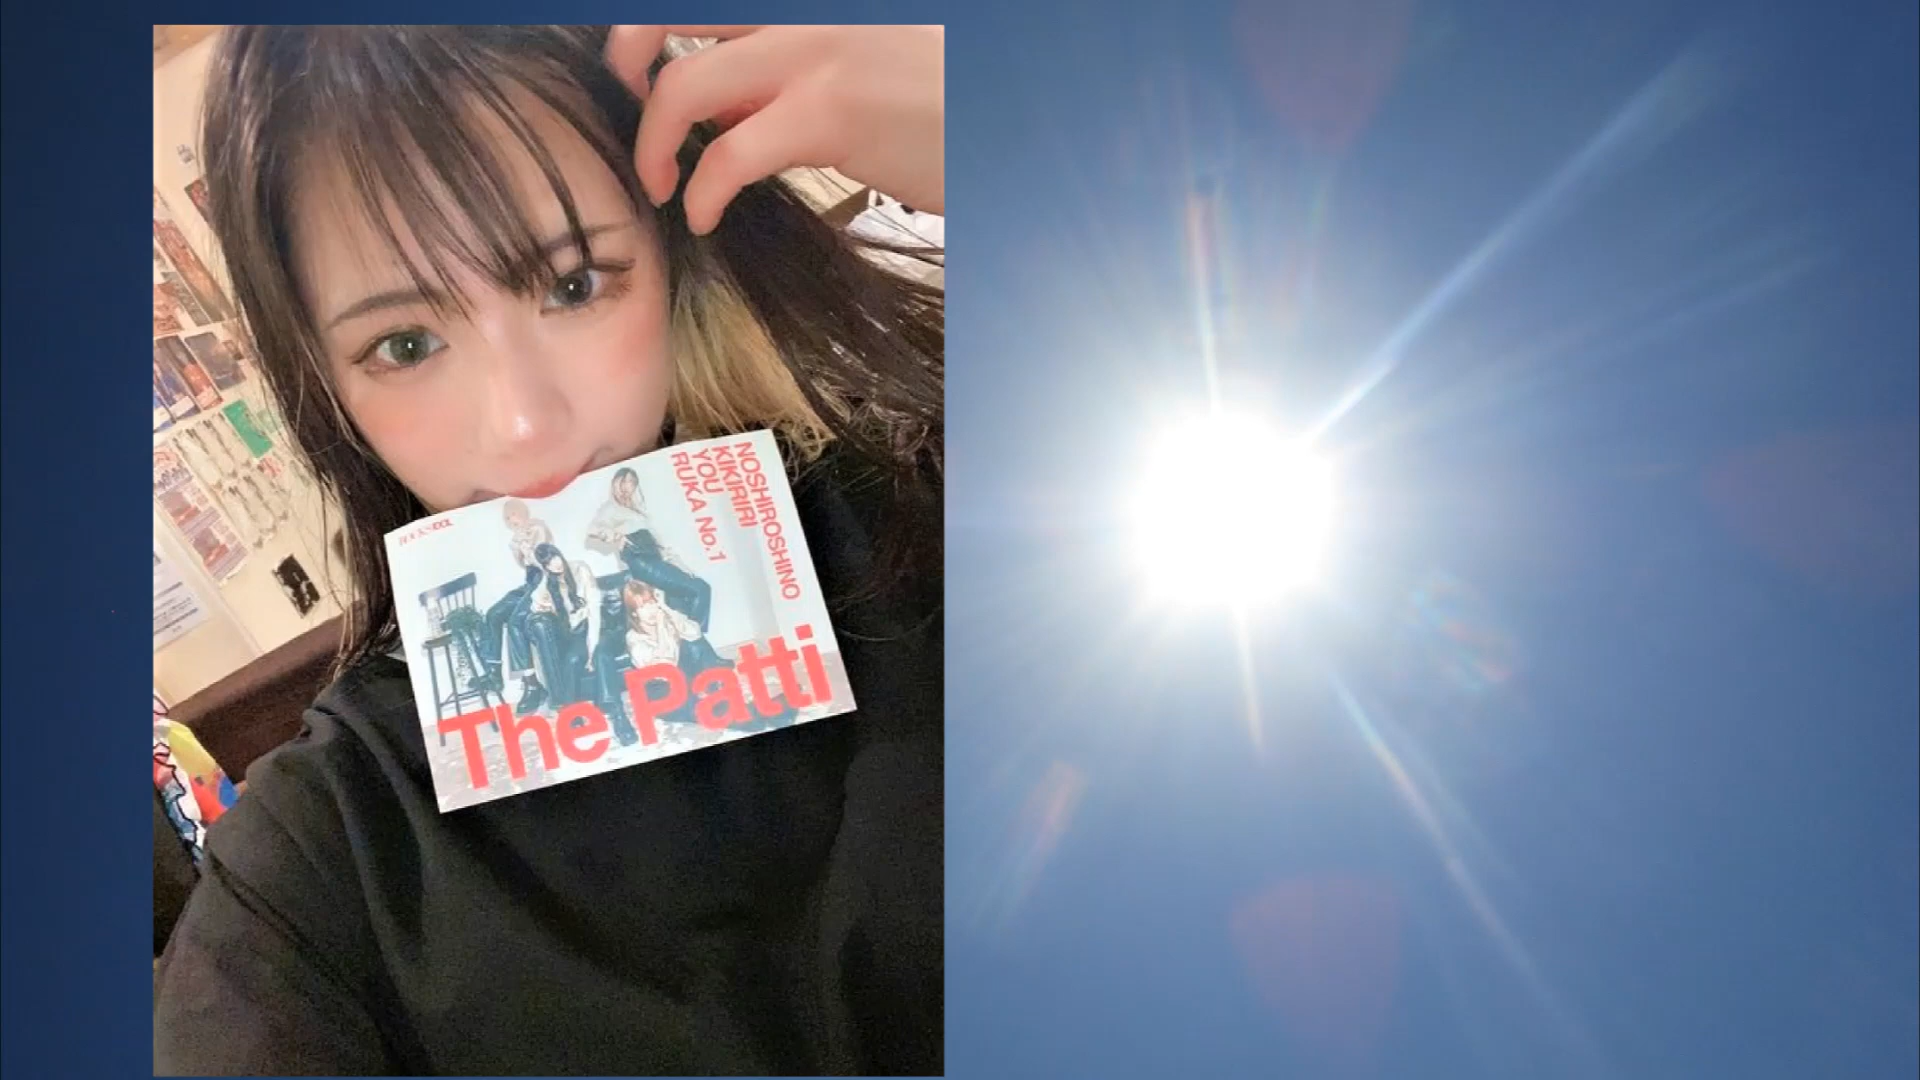 NOSHIROSHINO
KIKIRIRI
YOU
RUKA No.1
The Patti